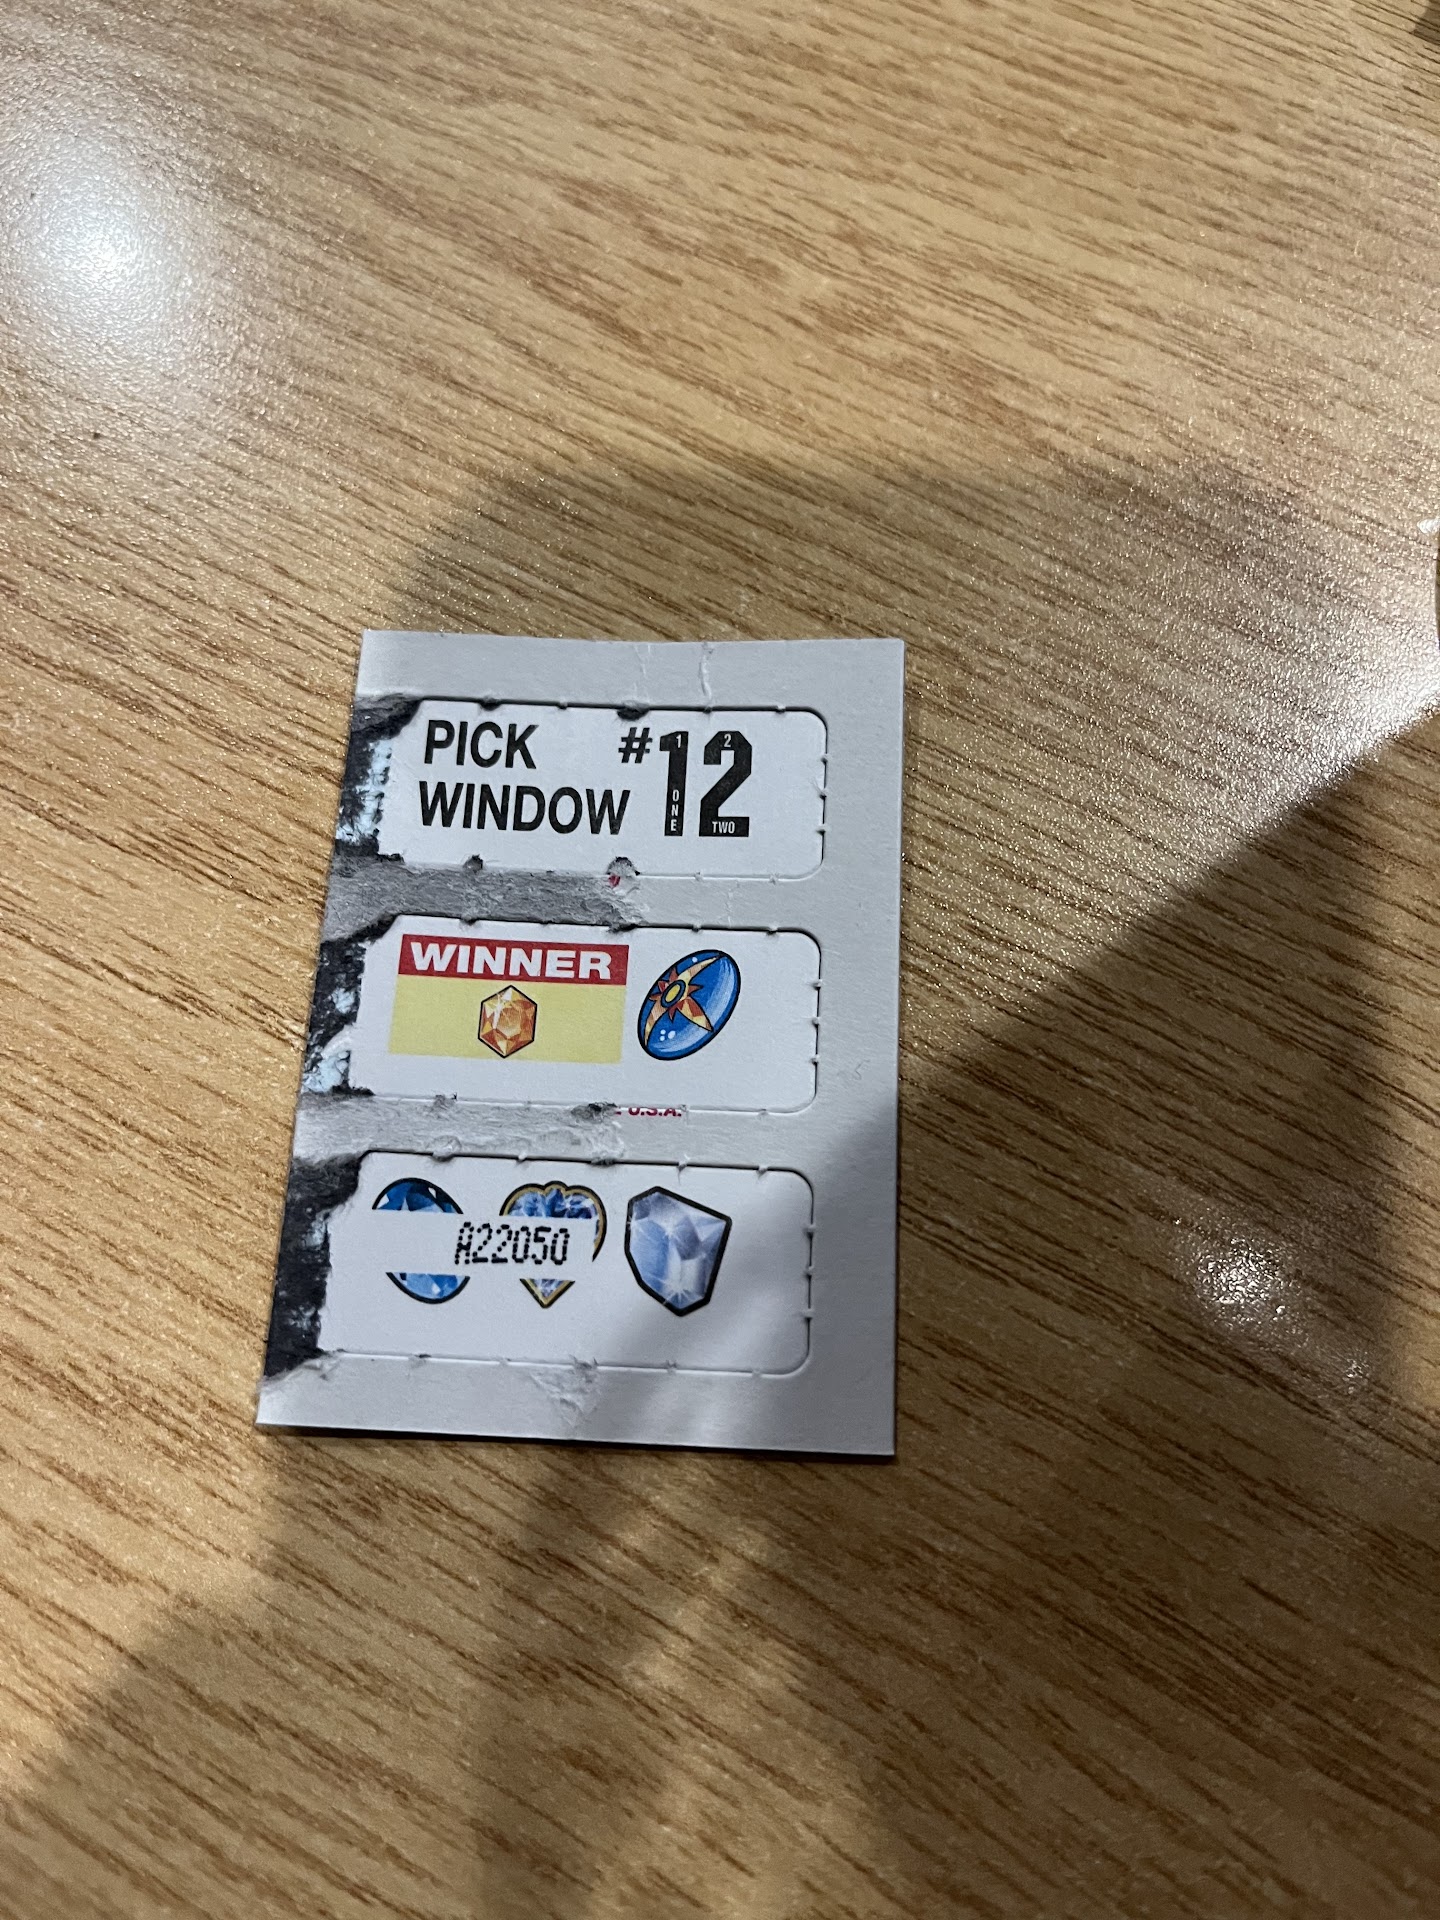 PICK
WINDOW
#12
1 2
ONE TWO
WINNER
U.S.A.
A22050